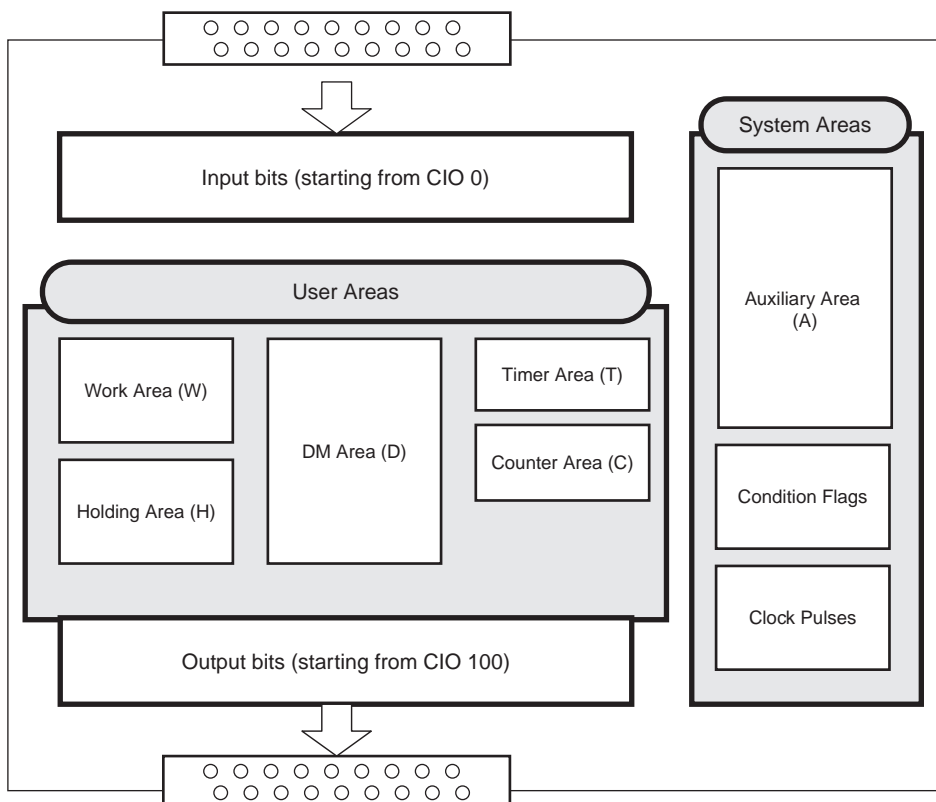 Input bits (starting from CIO 0)
User Areas
Work Area (W)
Holding Area (H)
DM Area (D)
Timer Area (T)
Counter Area (C)
Output bits (starting from CIO 100)
System Areas
Auxiliary Area
(A)
Condition Flags
Clock Pulses